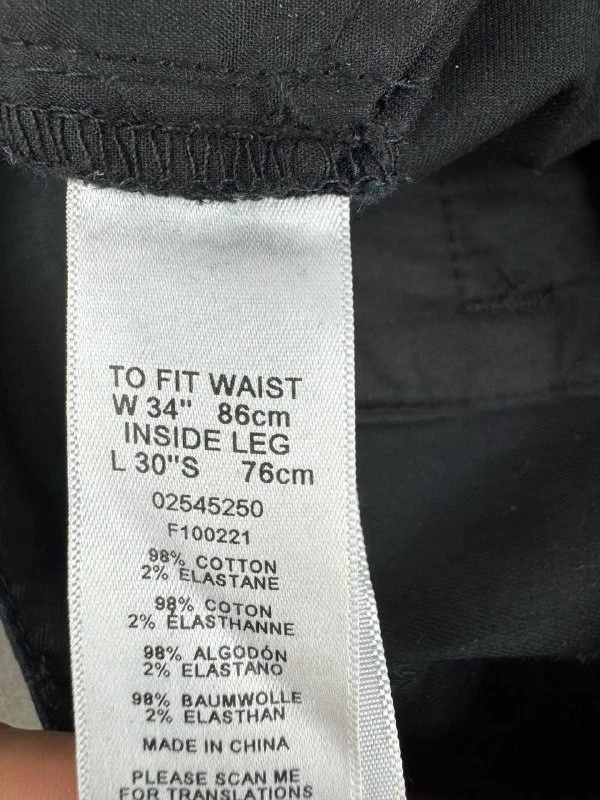 TO FIT WAIST
W 34" 86cm
INSIDE LEG
L 30"S 76cm
02545250
F100221
98% COTTON
2% ELASTANE
98% COTON
2% ÉLASTHANNE
98% ALGODÓN
2% ELASTANO
98% BAUMWOLLE
2% ELASTHAN
MADE IN CHINA
PLEASE SCAN ME
FOR TRANSLATIONS